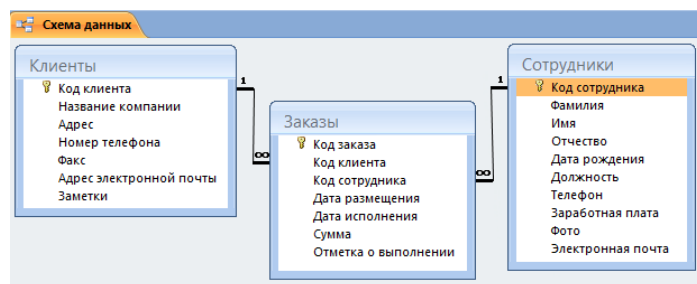 Схема данных
Клиенты
Код клиента
Название компании
Адрес
Номер телефона
Факс
Адрес электронной почты
Заметки
1
∞
Заказы
Код заказа
Код клиента
Код сотрудника
Дата размещения
Дата исполнения
Сумма
Отметка о выполнении
1
∞
Сотрудники
Код сотрудника
Фамилия
Имя
Отчество
Дата рождения
Должность
Телефон
Заработная плата
Фото
Электронная почта